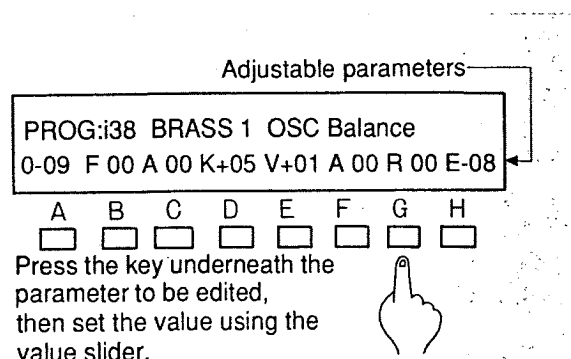 Adjustable parameters
PROG:i38 BRASS 1 OSC Balance
0-09 F 00 A 00 K+05 V+01 A 00 R 00 E-08
A B C D E F G H
Press the key underneath the
parameter to be edited,
then set the value using the
value slider.